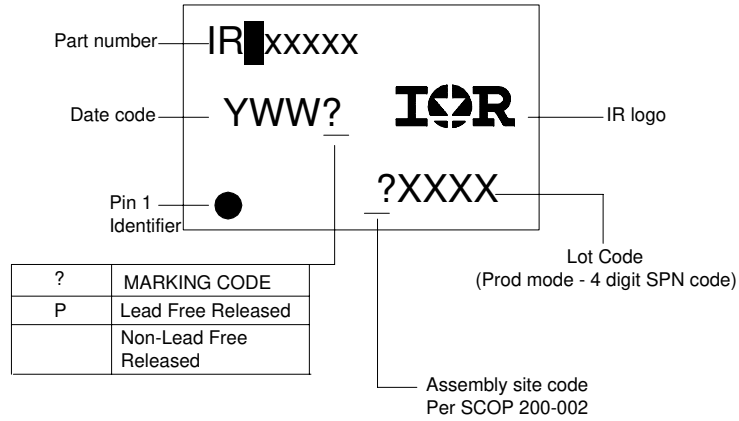 Part number
IR xxxxx
Date code
YWW?
IOR
IR logo
Pin 1
Identifier
?XXXX
Lot Code
(Prod mode - 4 digit SPN code)
? MARKING CODE
P Lead Free Released
Non-Lead Free
Released
Assembly site code
Per SCOP 200-002